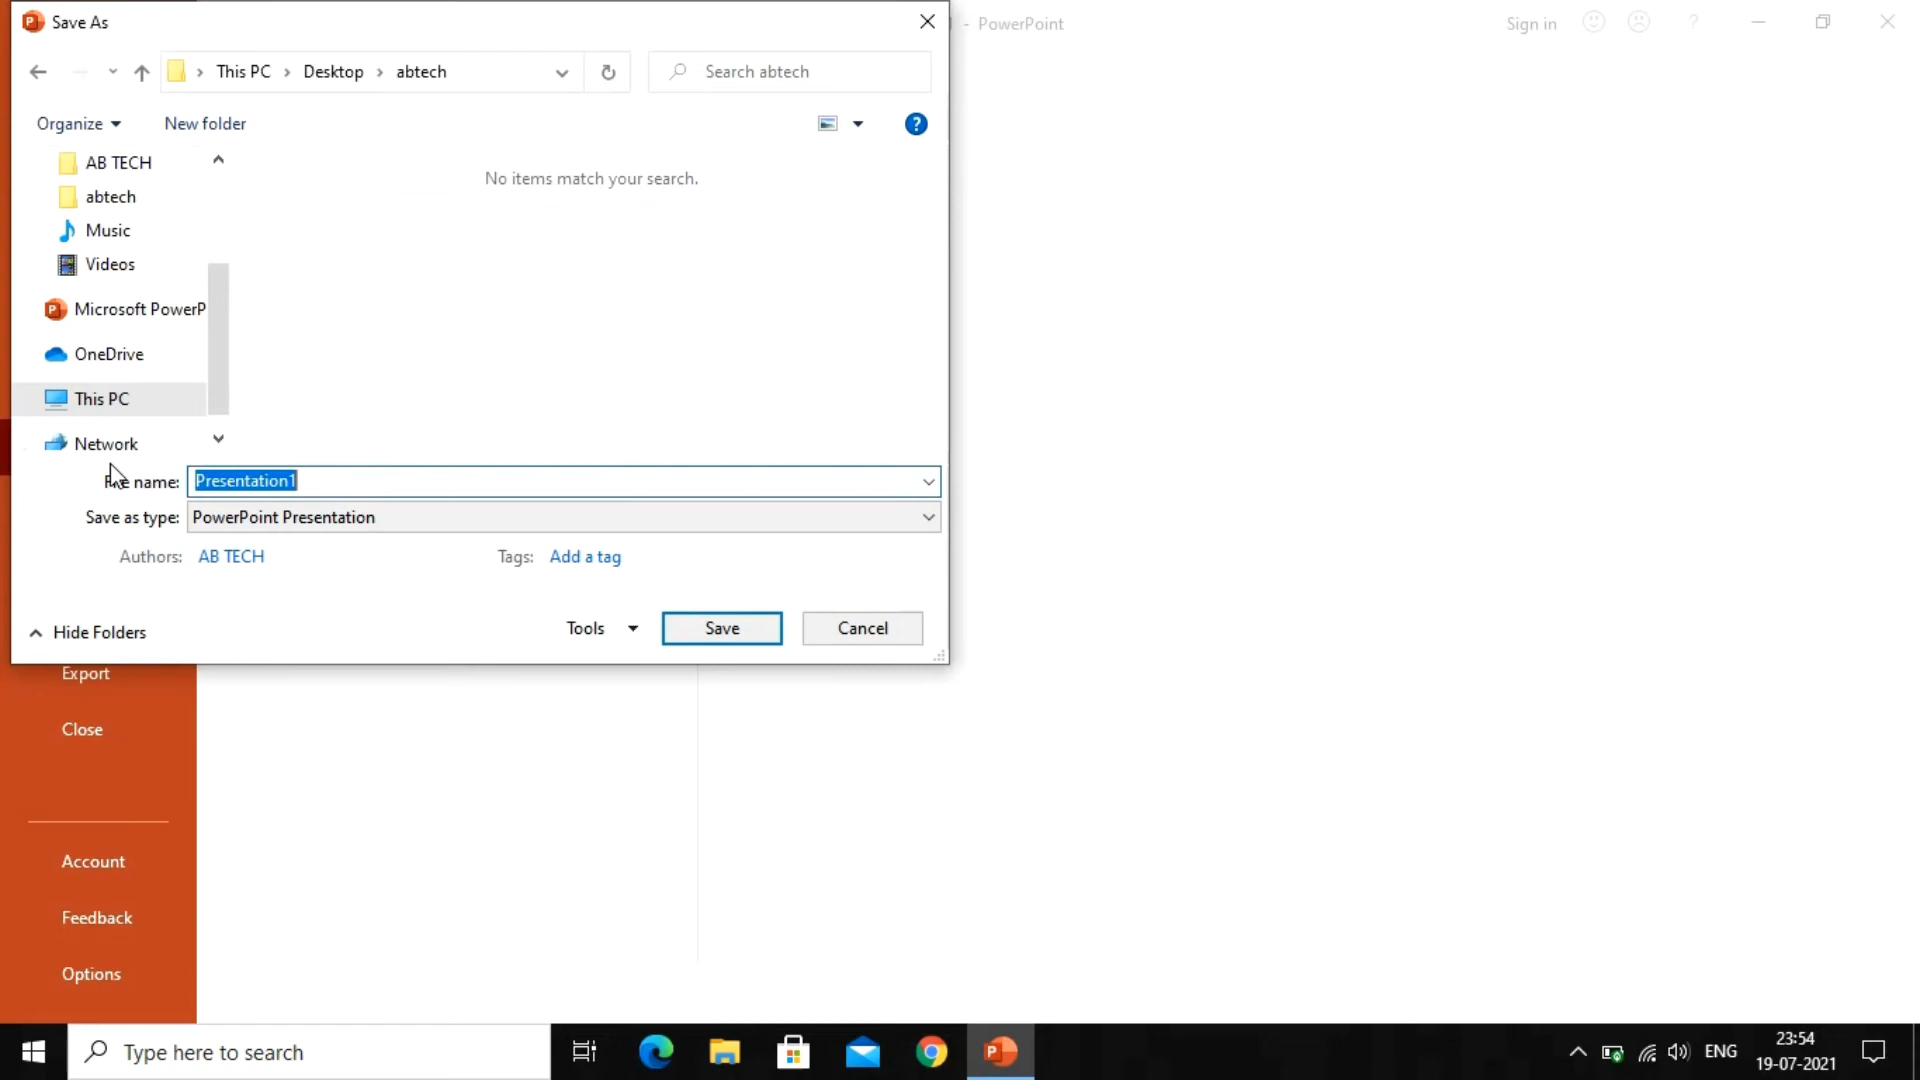 Save As
- PowerPoint
Sign in
This PC
Desktop
abtech
Search abtech
Organize
New folder
AB TECH
abtech
Music
Videos
Microsoft PowerP
OneDrive
This PC
Network
No items match your search.
File name:
Presentation1
Save as type:
PowerPoint Presentation
Authors:
AB TECH
Tags:
Add a tag
Hide Folders
Tools
Save
Cancel
Export
Close
Account
Feedback
Options
Type here to search
ENG
23:54
19-07-2021